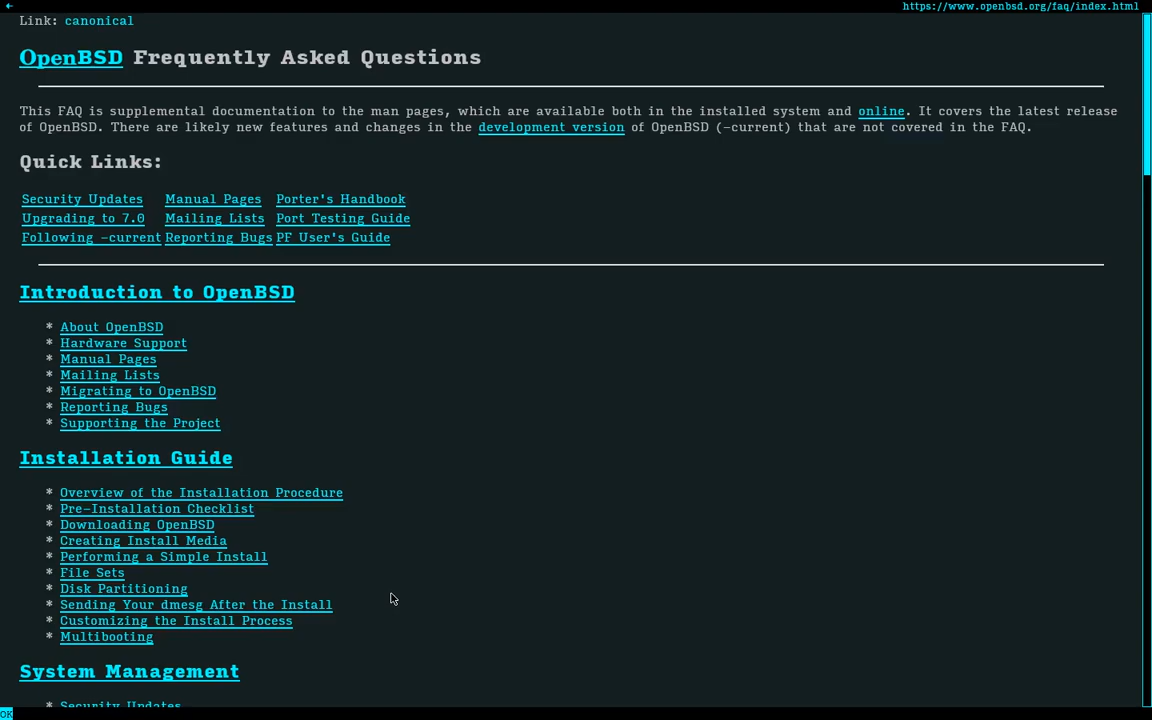 ← https://www.openbsd.org/faq/index.html
Link: canonical
OpenBSD Frequently Asked Questions
This FAQ is supplemental documentation to the man pages, which are available both in the installed system and online. It covers the latest release
of OpenBSD. There are likely new features and changes in the development version of OpenBSD (-current) that are not covered in the FAQ.
Quick Links:
Security Updates Manual Pages Porter's Handbook
Upgrading to 7.0 Mailing Lists Port Testing Guide
Following -current Reporting Bugs PF User's Guide
Introduction to OpenBSD
* About OpenBSD
* Hardware Support
* Manual Pages
* Mailing Lists
* Migrating to OpenBSD
* Reporting Bugs
* Supporting the Project
Installation Guide
* Overview of the Installation Procedure
* Pre-Installation Checklist
* Downloading OpenBSD
* Creating Install Media
* Performing a Simple Install
* File Sets
* Disk Partitioning
* Sending Your dmesg After the Install
* Customizing the Install Process
* Multibooting
System Management
* Security Updates
OK